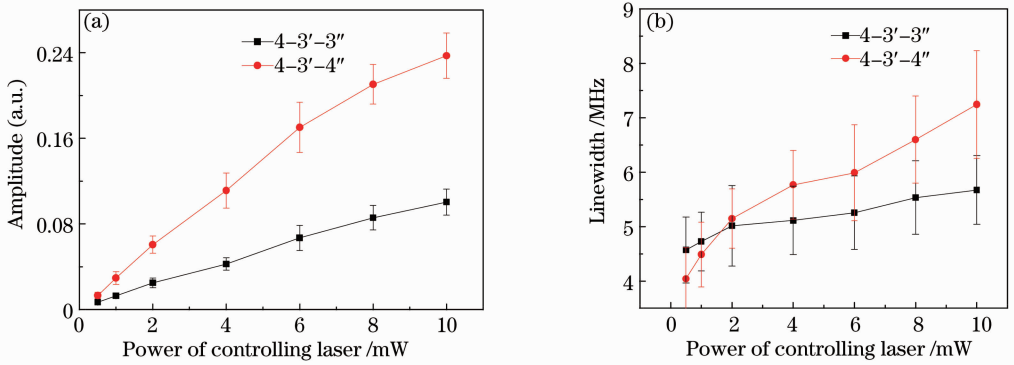 (a)
4–3′–3″
4–3′–4″
Amplitude (a.u.)
0.24
0.16
0.08
0
0 2 4 6 8 10
Power of controlling laser /mW
(b)
4–3′–3″
4–3′–4″
Linewidth /MHz
9
8
7
6
5
4
0 2 4 6 8 10
Power of controlling laser /mW